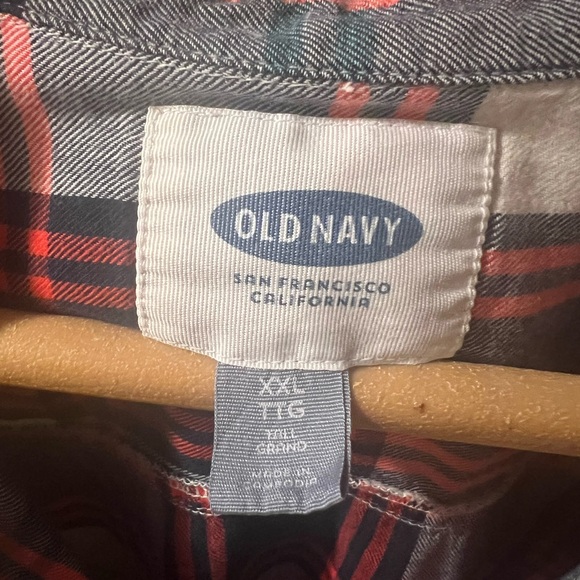 OLD NAVY
SAN FRANCISCO
CALIFORNIA
XXL
TTG
TALL
GRAND
MADE IN
CAMBODIA